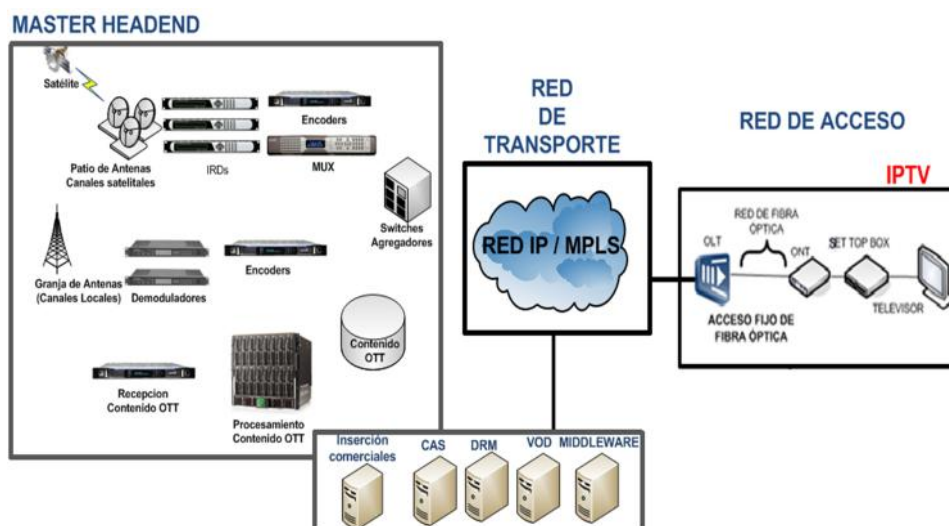 MASTER HEADEND
Satélite
Patio de Antenas
Canales satelitales
IRDs
Encoders
MUX
Switches
Agregadores
Granja de Antenas
(Canales Locales)
Demoduladores
Encoders
Contenido
OTT
Recepcion
Contenido OTT
Procesamiento
Contenido OTT
Inserción
comerciales
CAS
DRM
VOD
MIDDLEWARE
RED
DE
TRANSPORTE
RED IP / MPLS
RED DE ACCESO
IPTV
RED DE FIBRA
ÓPTICA
OLT
ONT
SET TOP BOX
TELEVISOR
ACCESO FIJO DE
FIBRA ÓPTICA